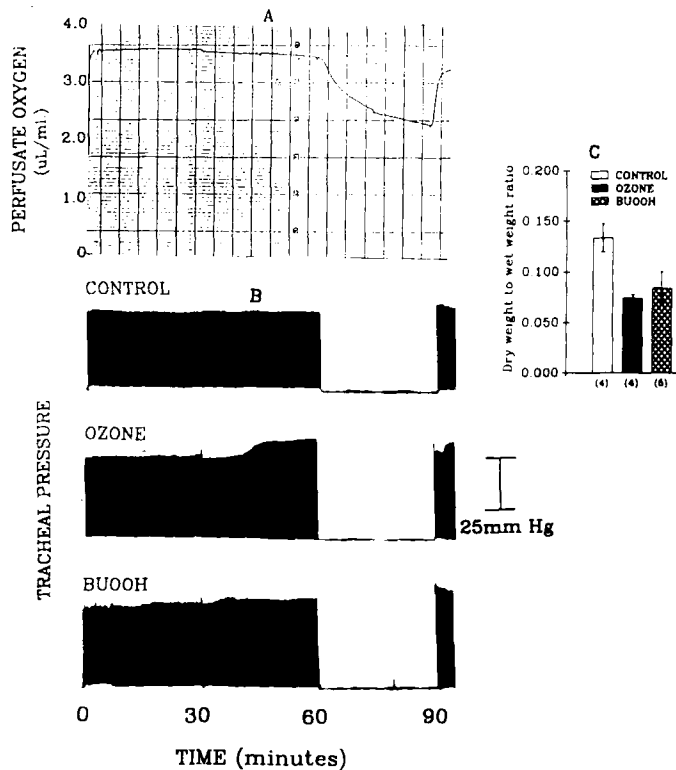 A
4.0
3.0
2.0
1.0
0
PERFUSATE OXYGEN
(uL/ml)
C
CONTROL
OZONE
BUOOH
0.200
0.150
0.100
0.050
0.000
Dry weight to wet weight ratio
(4)
(4)
(6)
CONTROL
B
OZONE
BUOOH
TRACHEAL PRESSURE
25mm Hg
0
30
60
90
TIME (minutes)